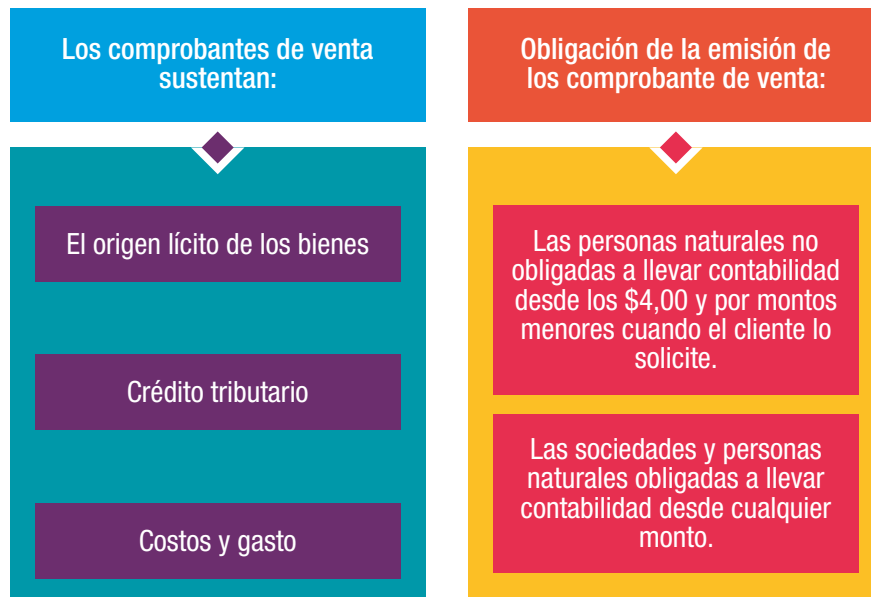 Los comprobantes de venta
sustentan:
El origen lícito de los bienes
Crédito tributario
Costos y gasto
Obligación de la emisión de
los comprobante de venta:
Las personas naturales no
obligadas a llevar contabilidad
desde los $4,00 y por montos
menores cuando el cliente lo
solicite.
Las sociedades y personas
naturales obligadas a llevar
contabilidad desde cualquier
monto.